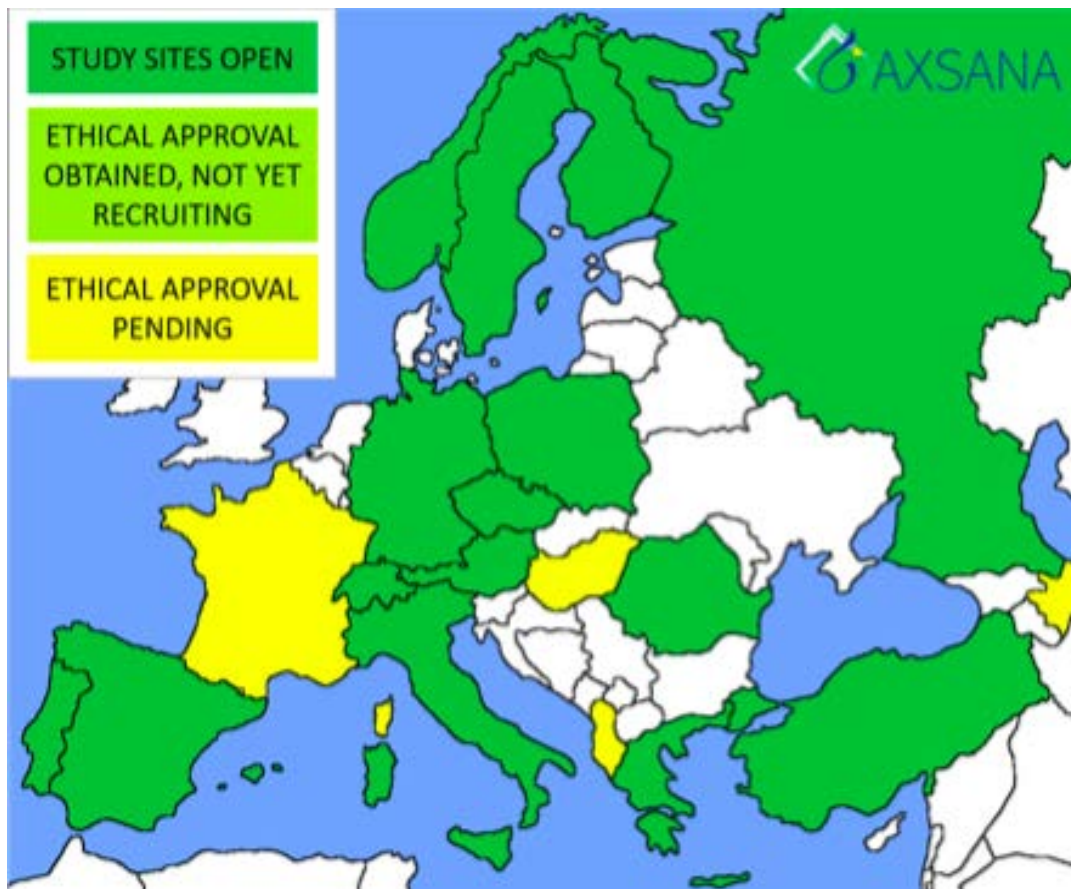 STUDY SITES OPEN
ETHICAL APPROVAL
OBTAINED, NOT YET
RECRUITING
ETHICAL APPROVAL
PENDING
AXSANA